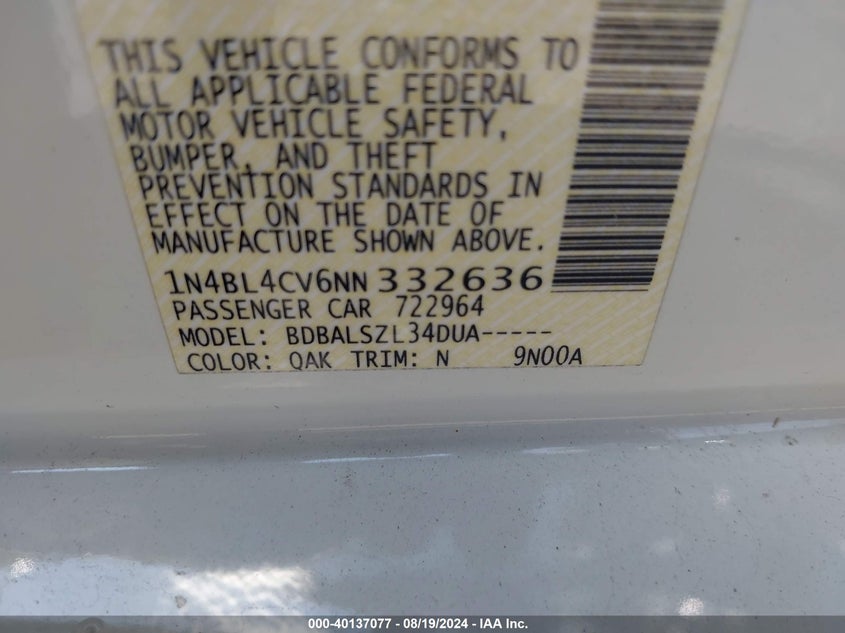 THIS VEHICLE CONFORMS TO
ALL APPLICABLE FEDERAL
MOTOR VEHICLE SAFETY,
BUMPER, AND THEFT
PREVENTION STANDARDS IN
EFFECT ON THE DATE OF
MANUFACTURE SHOWN ABOVE.
1N4BL4CV6NN332636
PASSENGER CAR 722964
MODEL: BDBALSZL34DUA-----
COLOR: QAK TRIM: N 9N00A
000-40137077 - 08/19/2024 - IAA Inc.